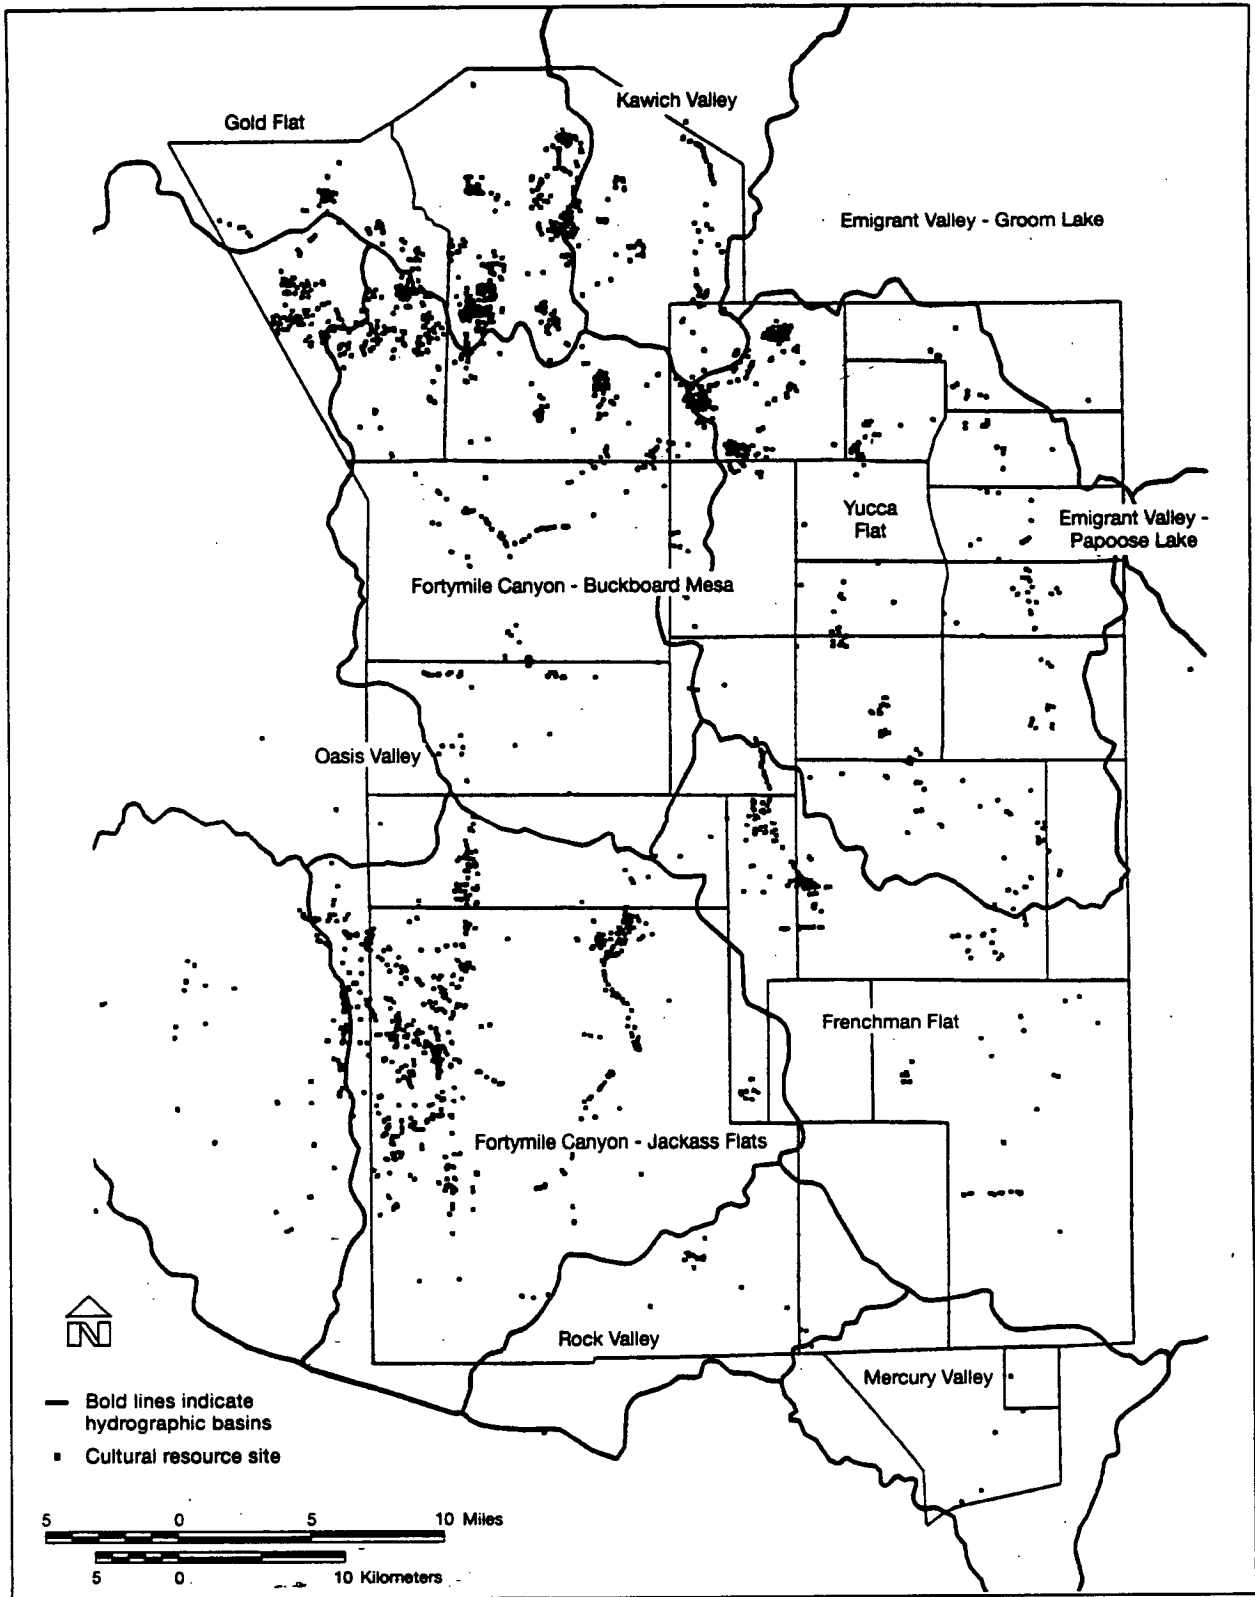 Kawich Valley
Gold Flat
Emigrant Valley - Groom Lake
Yucca
Flat
Emigrant Valley -
Papoose Lake
Fortymile Canyon - Buckboard Mesa
Oasis Valley
Frenchman Flat
Fortymile Canyon - Jackass Flats
N
Rock Valley
Mercury Valley
Bold lines indicate
hydrographic basins
Cultural resource site
5 0 5 10 Miles
5 0 10 Kilometers